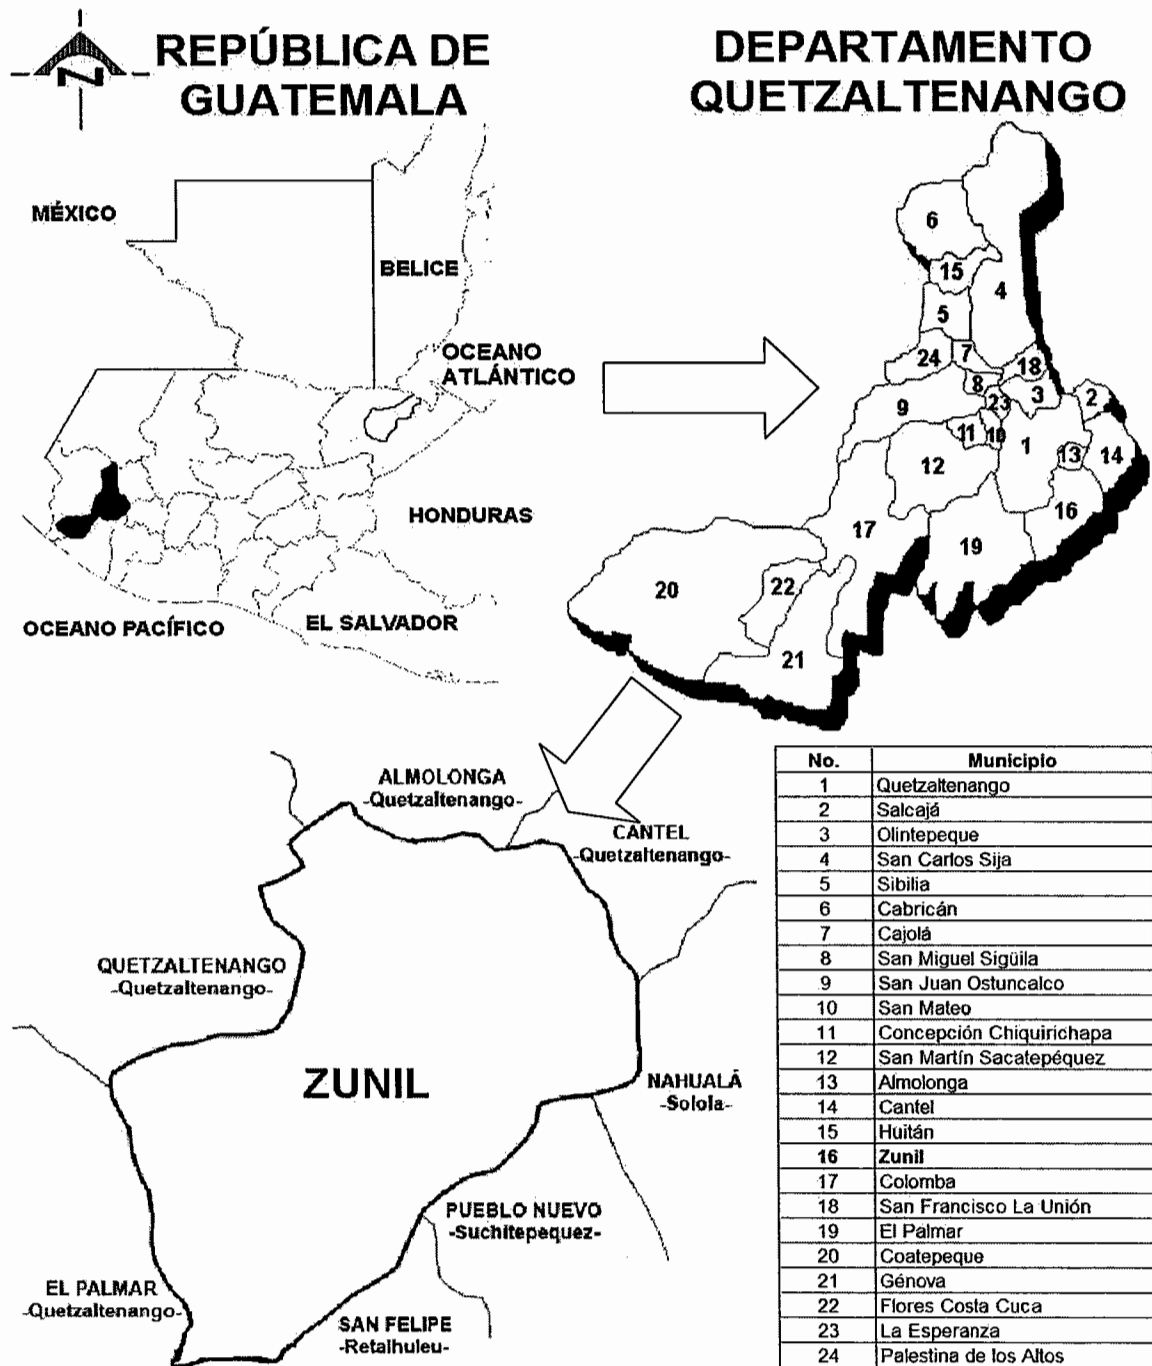 N
REPÚBLICA DE
GUATEMALA
MÉXICO
BELICE
OCEANO
ATLÁNTICO
HONDURAS
EL SALVADOR
OCEANO PACÍFICO
DEPARTAMENTO
QUETZALTENANGO
6
15
4
5
24
7
18
8
3
2
9
23
11
10
1
13
14
12
16
17
19
20
22
21
ALMOLONGA
-Quetzaltenango-
CANTEL
-Quetzaltenango-
QUETZALTENANGO
-Quetzaltenango-
ZUNIL
NAHUALÁ
-Solola-
PUEBLO NUEVO
-Suchitepequez-
EL PALMAR
-Quetzaltenango-
SAN FELIPE
-Retalhuleu-
No. Municipio
1 Quetzaltenango
2 Salcajá
3 Olintepeque
4 San Carlos Sija
5 Sibilia
6 Cabricán
7 Cajolá
8 San Miguel Sigüila
9 San Juan Ostuncalco
10 San Mateo
11 Concepción Chiquirichapa
12 San Martín Sacatepéquez
13 Almolonga
14 Cantel
15 Huitán
16 Zunil
17 Colomba
18 San Francisco La Unión
19 El Palmar
20 Coatepeque
21 Génova
22 Flores Costa Cuca
23 La Esperanza
24 Palestina de los Altos